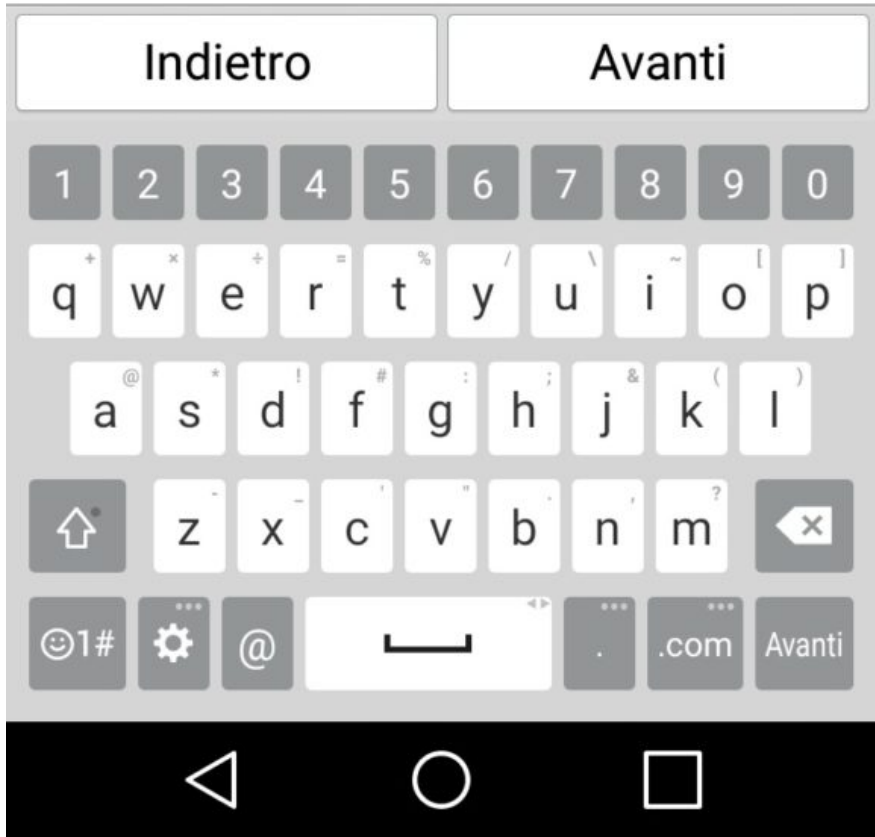 Indietro Avanti
1 2 3 4 5 6 7 8 9 0
+ × ÷ = % / \ ~ [ ]
q w e r t y u i o p
@ * ! # : ; & ( )
a s d f g h j k l
- _ ' " . , ?
z x c v b n m
1# @ . .com Avanti